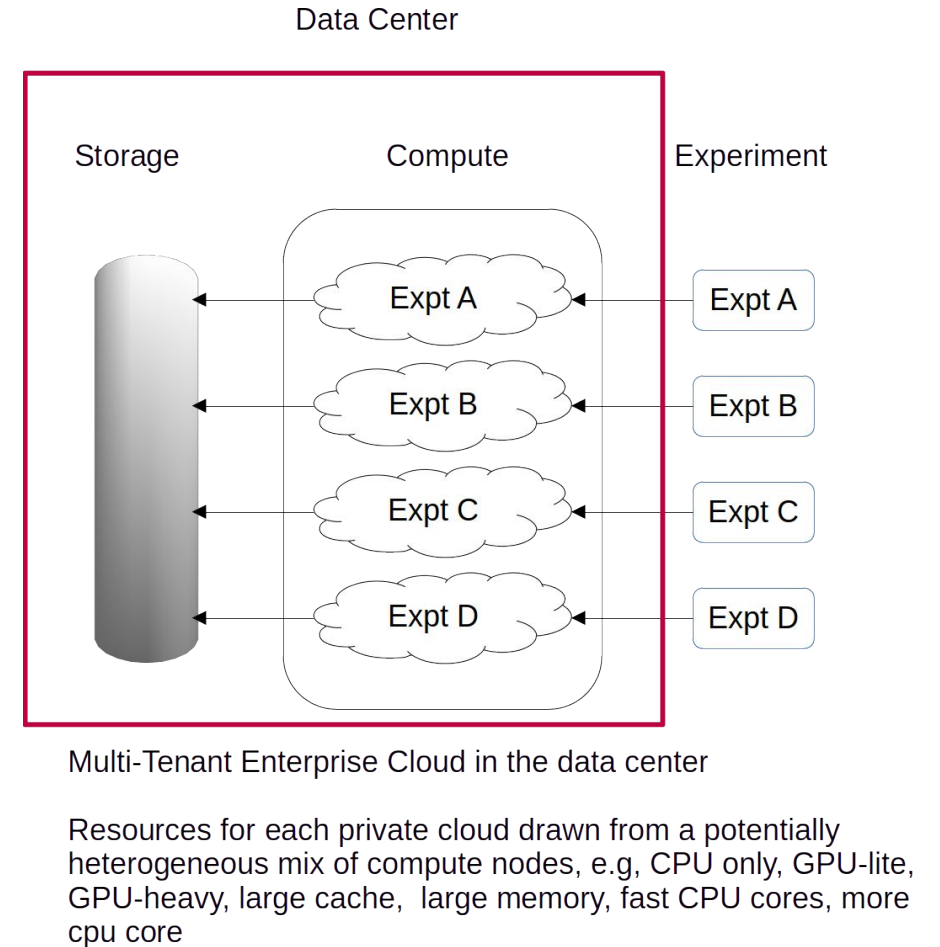 Data Center
Storage
Compute
Experiment
Expt A
Expt A
Expt B
Expt B
Expt C
Expt C
Expt D
Expt D
Multi-Tenant Enterprise Cloud in the data center
Resources for each private cloud drawn from a potentially
heterogeneous mix of compute nodes, e.g, CPU only, GPU-lite,
GPU-heavy, large cache,  large memory, fast CPU cores, more
cpu core